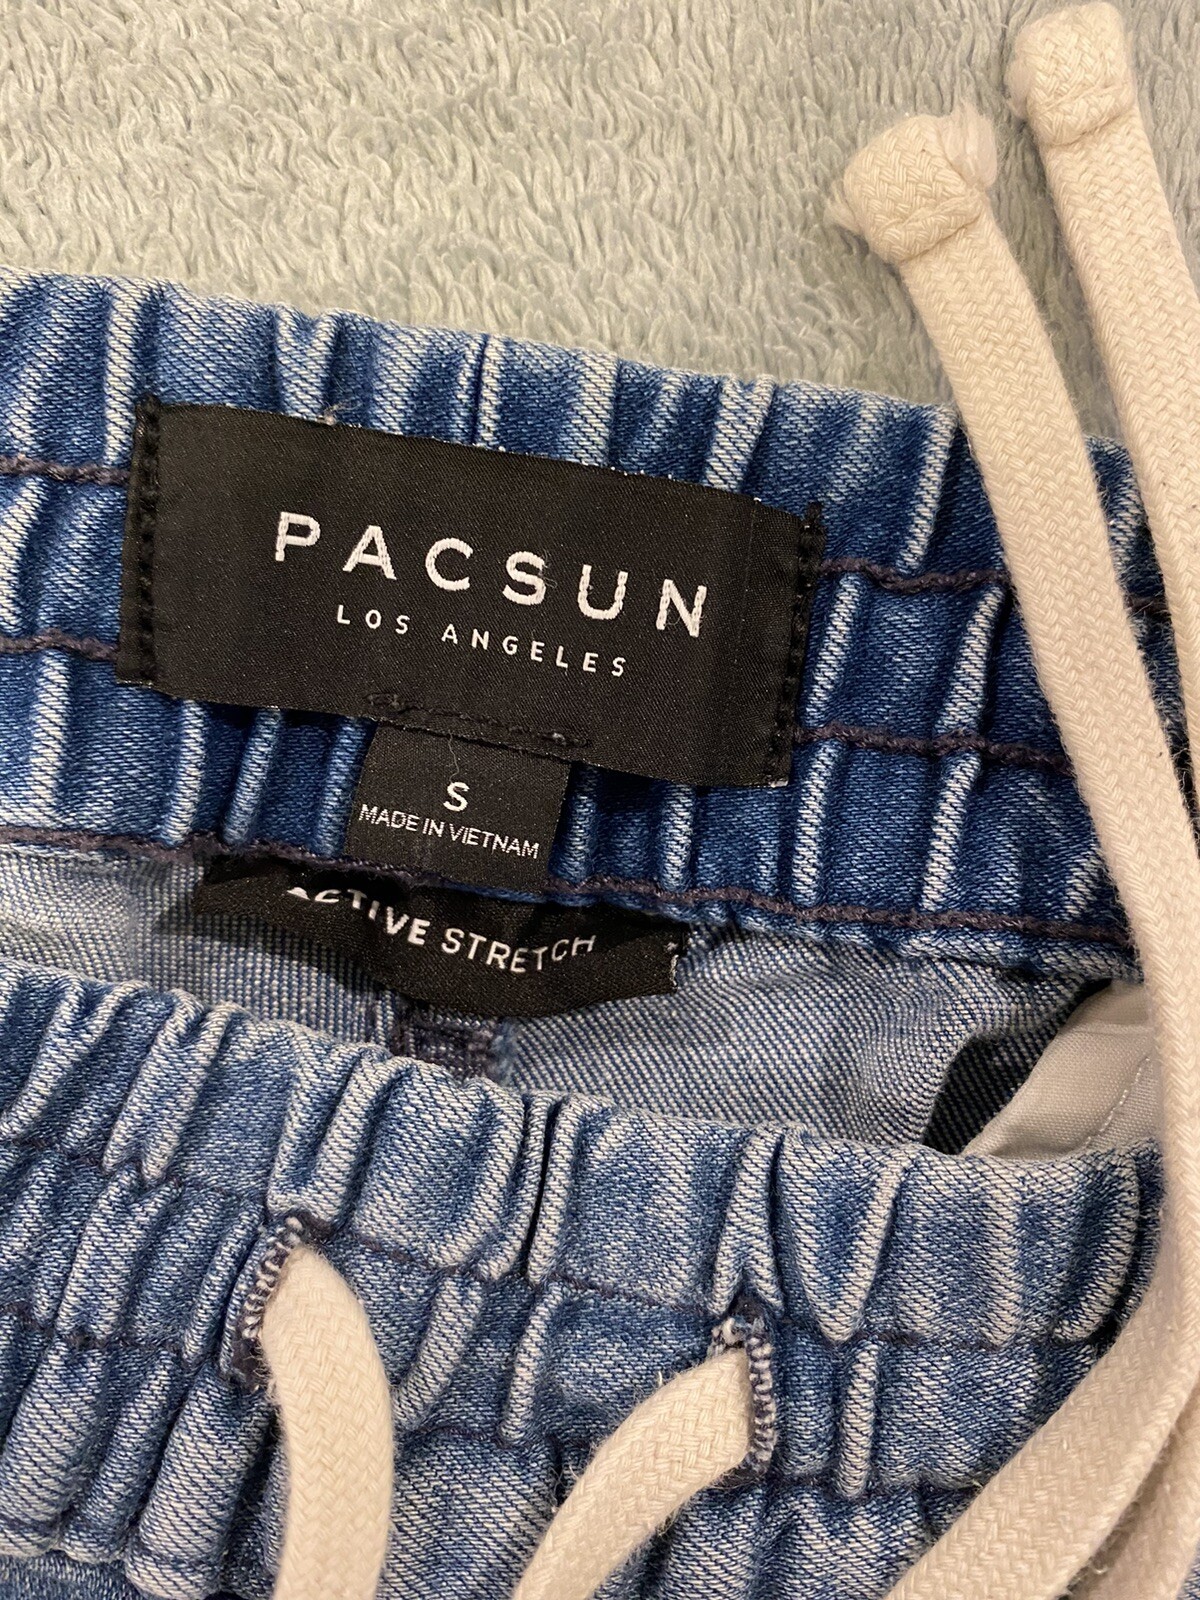 PACSUN
LOS ANGELES
S
MADE IN VIETNAM
ACTIVE STRETCH